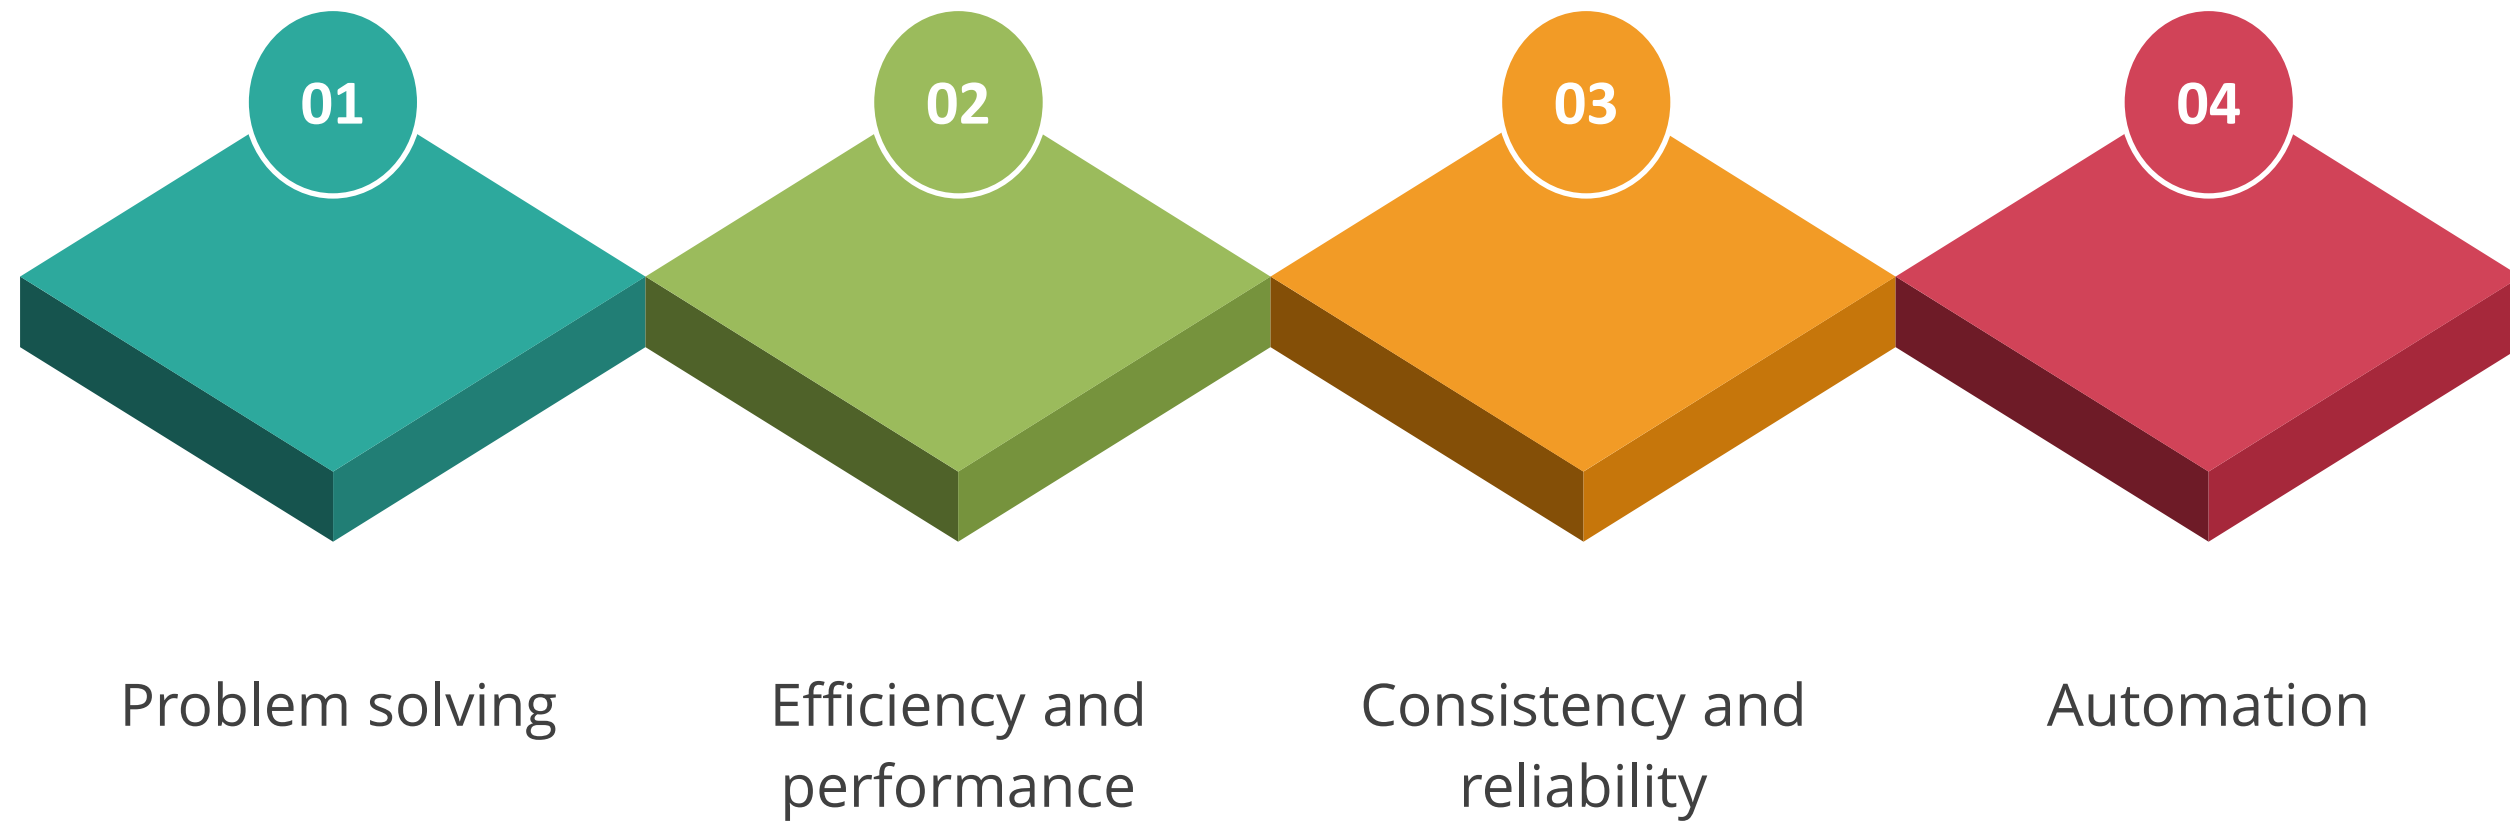 01
02
03
04
Problem solving
Efficiency and
performance
Consistency and
reliability
Automation